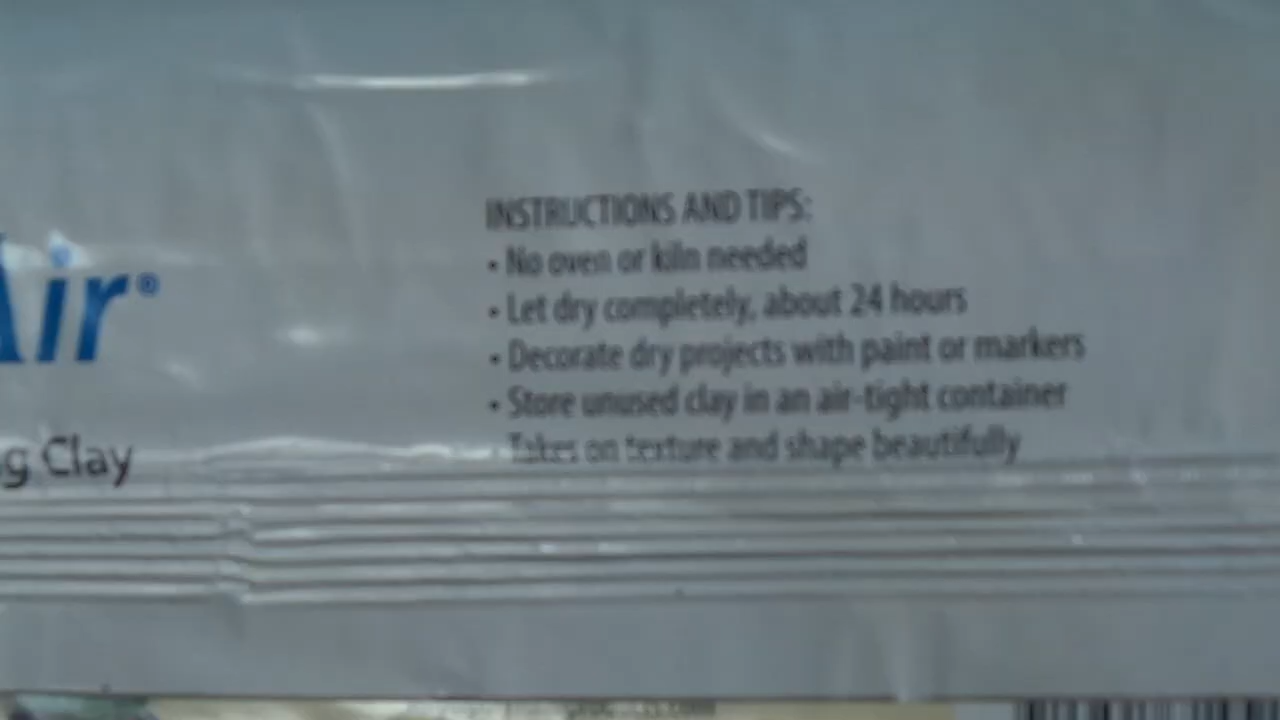 INSTRUCTIONS AND TIPS:
• No oven or kiln needed
Air®
• Let dry completely, about 24 hours
• Decorate dry projects with paint or markers
• Store unused clay in an air-tight container
Clay
Takes on texture and shape beautifully